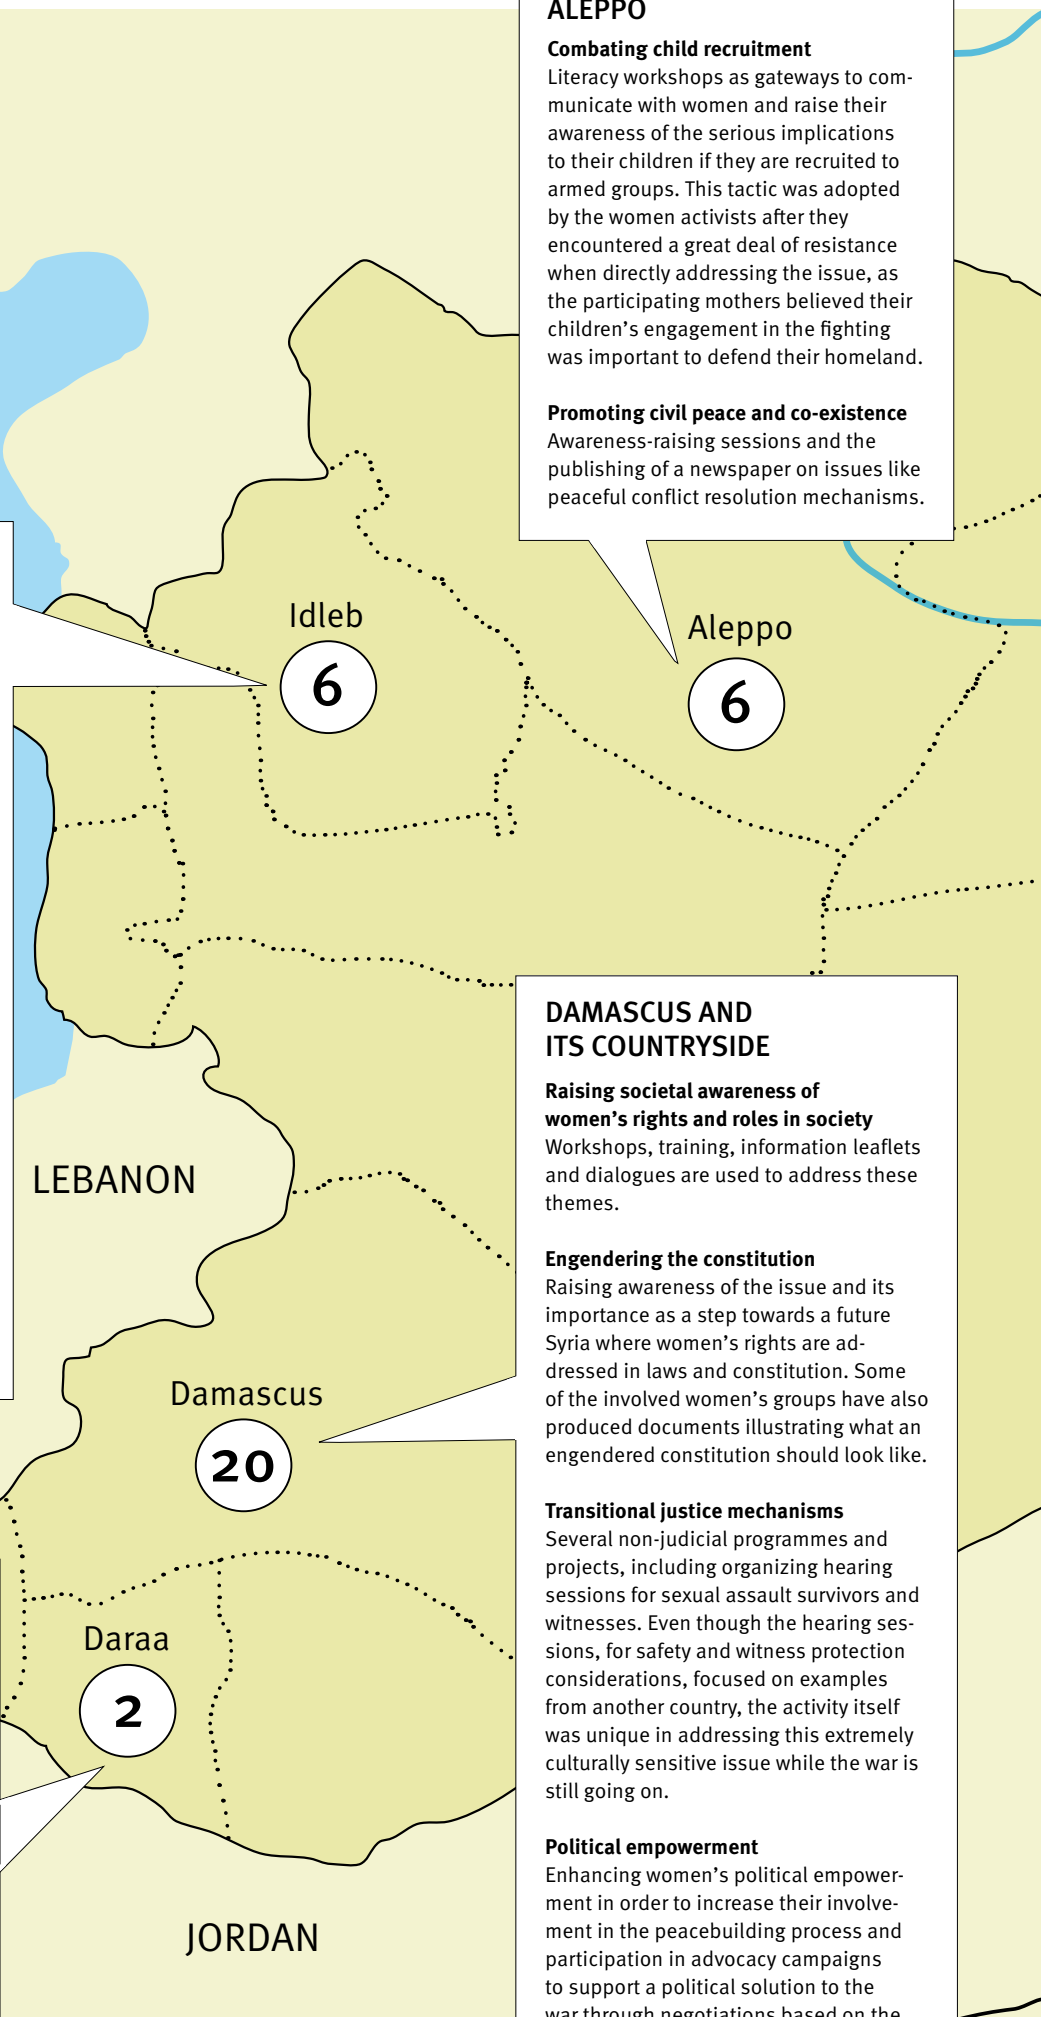 ALEPPO
Combating child recruitment
Literacy workshops as gateways to com-
municate with women and raise their
awareness of the serious implications
to their children if they are recruited to
armed groups. This tactic was adopted
by the women activists after they
encountered a great deal of resistance
when directly addressing the issue, as
the participating mothers believed their
children's engagement in the fighting
was important to defend their homeland.
Promoting civil peace and co-existence
Awareness-raising sessions and the
publishing of a newspaper on issues like
peaceful conflict resolution mechanisms.
Idleb
6
Aleppo
6
LEBANON
Damascus
20
Daraa
2
JORDAN
DAMASCUS AND
ITS COUNTRYSIDE
Raising societal awareness of
women's rights and roles in society
Workshops, training, information leaflets
and dialogues are used to address these
themes.
Engendering the constitution
Raising awareness of the issue and its
importance as a step towards a future
Syria where women's rights are ad-
dressed in laws and constitution. Some
of the involved women's groups have also
produced documents illustrating what an
engendered constitution should look like.
Transitional justice mechanisms
Several non-judicial programmes and
projects, including organizing hearing
sessions for sexual assault survivors and
witnesses. Even though the hearing ses-
sions, for safety and witness protection
considerations, focused on examples
from another country, the activity itself
was unique in addressing this extremely
culturally sensitive issue while the war is
still going on.
Political empowerment
Enhancing women's political empower-
ment in order to increase their involve-
ment in the peacebuilding process and
participation in advocacy campaigns
to support a political solution to the
war through negotiations based on the